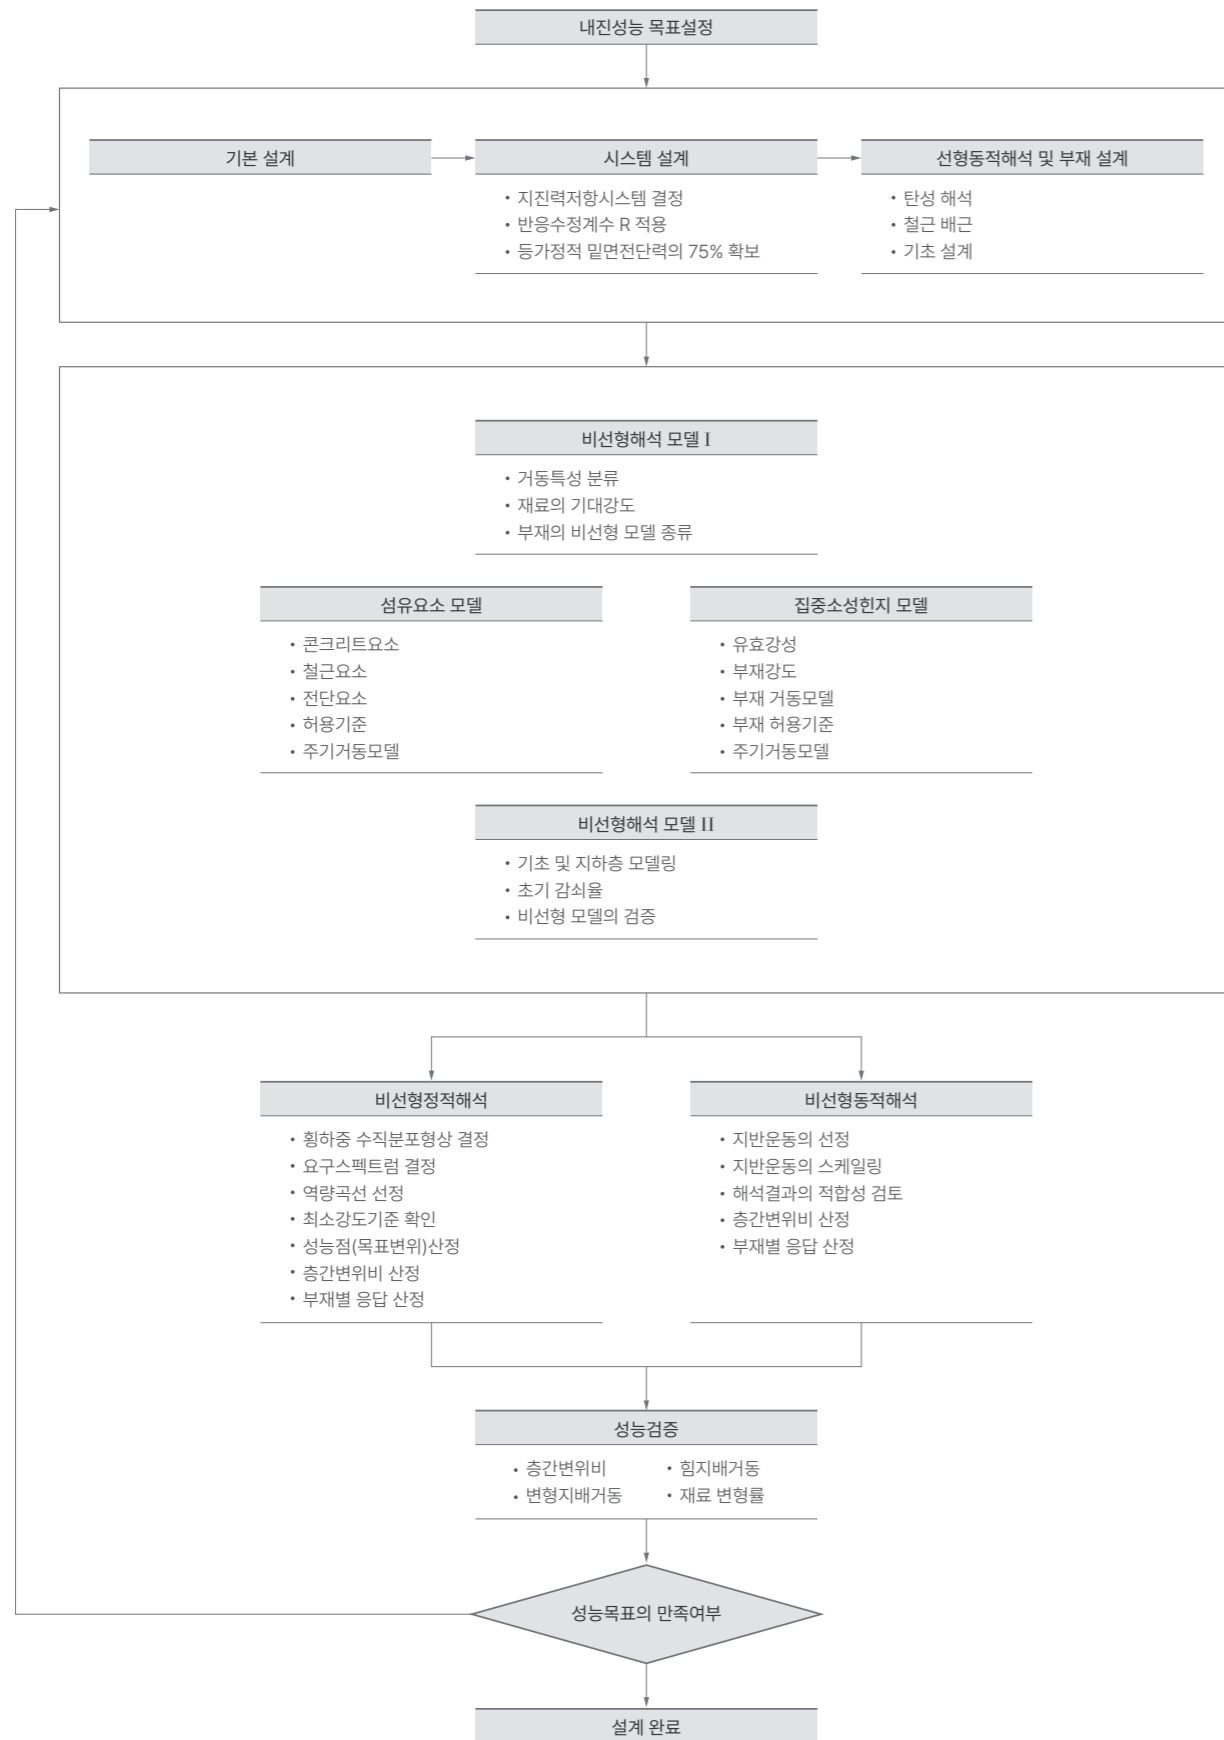 내진성능 목표설정
기본 설계
시스템 설계
• 지진력저항시스템 결정
• 반응수정계수 R 적용
• 등가정적 밑면전단력의 75% 확보
선형동적해석 및 부재 설계
• 탄성 해석
• 철근 배근
• 기초 설계
비선형해석 모델 I
• 거동특성 분류
• 재료의 기대강도
• 부재의 비선형 모델 종류
섬유요소 모델
• 콘크리트요소
• 철근요소
• 전단요소
• 허용기준
• 주기거동모델
집중소성힌지 모델
• 유효강성
• 부재강도
• 부재 거동모델
• 부재 허용기준
• 주기거동모델
비선형해석 모델 II
• 기초 및 지하층 모델링
• 초기 감쇠율
• 비선형 모델의 검증
비선형정적해석
• 횡하중 수직분포형상 결정
• 요구스펙트럼 결정
• 역량곡선 선정
• 최소강도기준 확인
• 성능점(목표변위)산정
• 층간변위비 산정
• 부재별 응답 산정
비선형동적해석
• 지반운동의 선정
• 지반운동의 스케일링
• 해석결과의 적합성 검토
• 층간변위비 산정
• 부재별 응답 산정
성능검증
• 층간변위비
• 변형지배거동
• 힘지배거동
• 재료 변형률
성능목표의 만족여부
설계 완료